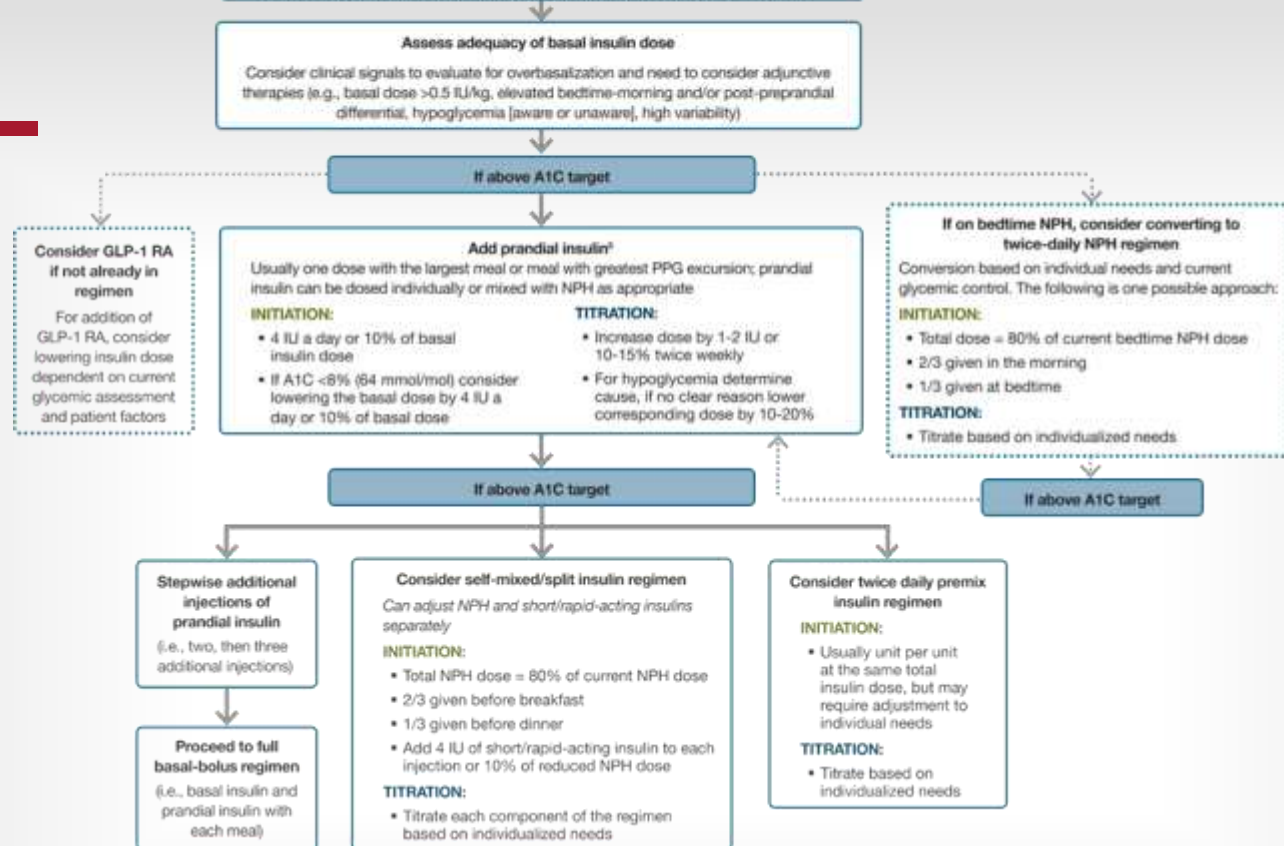 Assess adequacy of basal insulin dose
Consider clinical signals to evaluate for overbasalization and need to consider adjunctive
therapies (e.g., basal dose >0.5 IU/kg, elevated bedtime-morning and/or post-preprandial
differential, hypoglycemia [aware or unaware], high variability)
If above A1C target
Consider GLP-1 RA
if not already in
regimen
For addition of
GLP-1 RA, consider
lowering insulin dose
dependent on current
glycemic assessment
and patient factors
Add prandial insulin⁵
Usually one dose with the largest meal or meal with greatest PPG excursion; prandial
insulin can be dosed individually or mixed with NPH as appropriate
INITIATION:
• 4 IU a day or 10% of basal
insulin dose
• If A1C <8% (64 mmol/mol) consider
lowering the basal dose by 4 IU a
day or 10% of basal dose
TITRATION:
• Increase dose by 1-2 IU or
10-15% twice weekly
• For hypoglycemia determine
cause, if no clear reason lower
corresponding dose by 10-20%
If on bedtime NPH, consider converting to
twice-daily NPH regimen
Conversion based on individual needs and current
glycemic control. The following is one possible approach:
INITIATION:
• Total dose = 80% of current bedtime NPH dose
• 2/3 given in the morning
• 1/3 given at bedtime
TITRATION:
• Titrate based on individualized needs
If above A1C target
If above A1C target
Stepwise additional
injections of
prandial insulin
(i.e., two, then three
additional injections)
Proceed to full
basal-bolus regimen
(i.e., basal insulin and
prandial insulin with
each meal)
Consider self-mixed/split insulin regimen
Can adjust NPH and short/rapid-acting insulins
separately
INITIATION:
• Total NPH dose = 80% of current NPH dose
• 2/3 given before breakfast
• 1/3 given before dinner
• Add 4 IU of short/rapid-acting insulin to each
injection or 10% of reduced NPH dose
TITRATION:
• Titrate each component of the regimen
based on individualized needs
Consider twice daily premix
insulin regimen
INITIATION:
• Usually unit per unit
at the same total
insulin dose, but may
require adjustment to
individual needs
TITRATION:
• Titrate based on
individualized needs